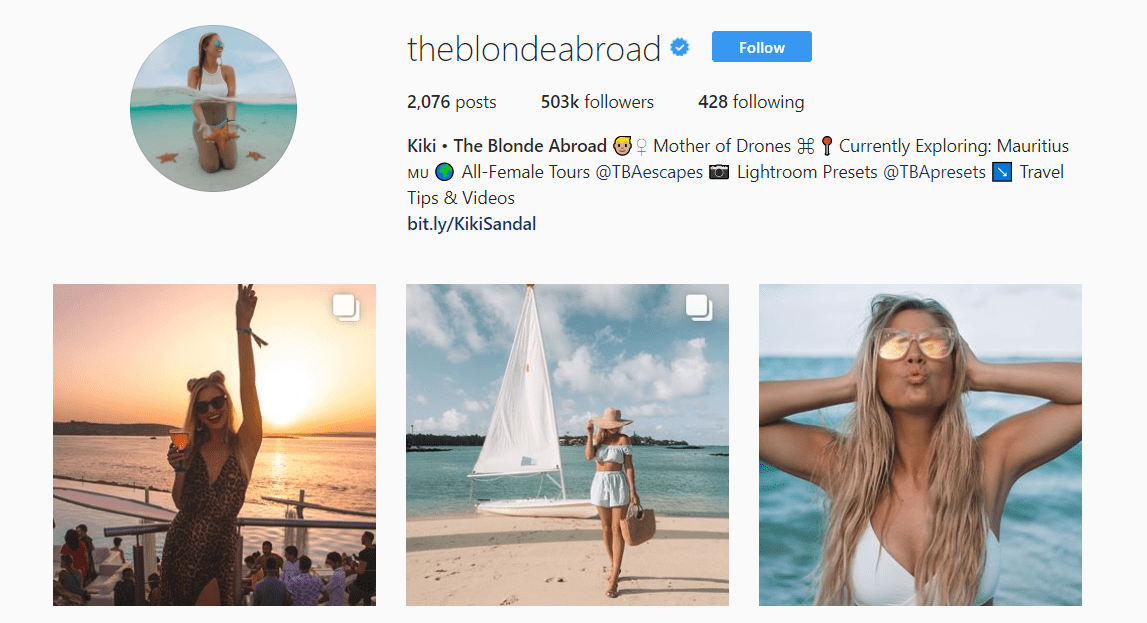 theblondeabroad Follow
2,076 posts 503k followers 428 following
Kiki • The Blonde Abroad 👱🏼♀ Mother of Drones ⌘ 📍 Currently Exploring: Mauritius
MU 🌍 All-Female Tours @TBAescapes 📷 Lightroom Presets @TBApresets ↘ Travel
Tips & Videos
bit.ly/KikiSandal